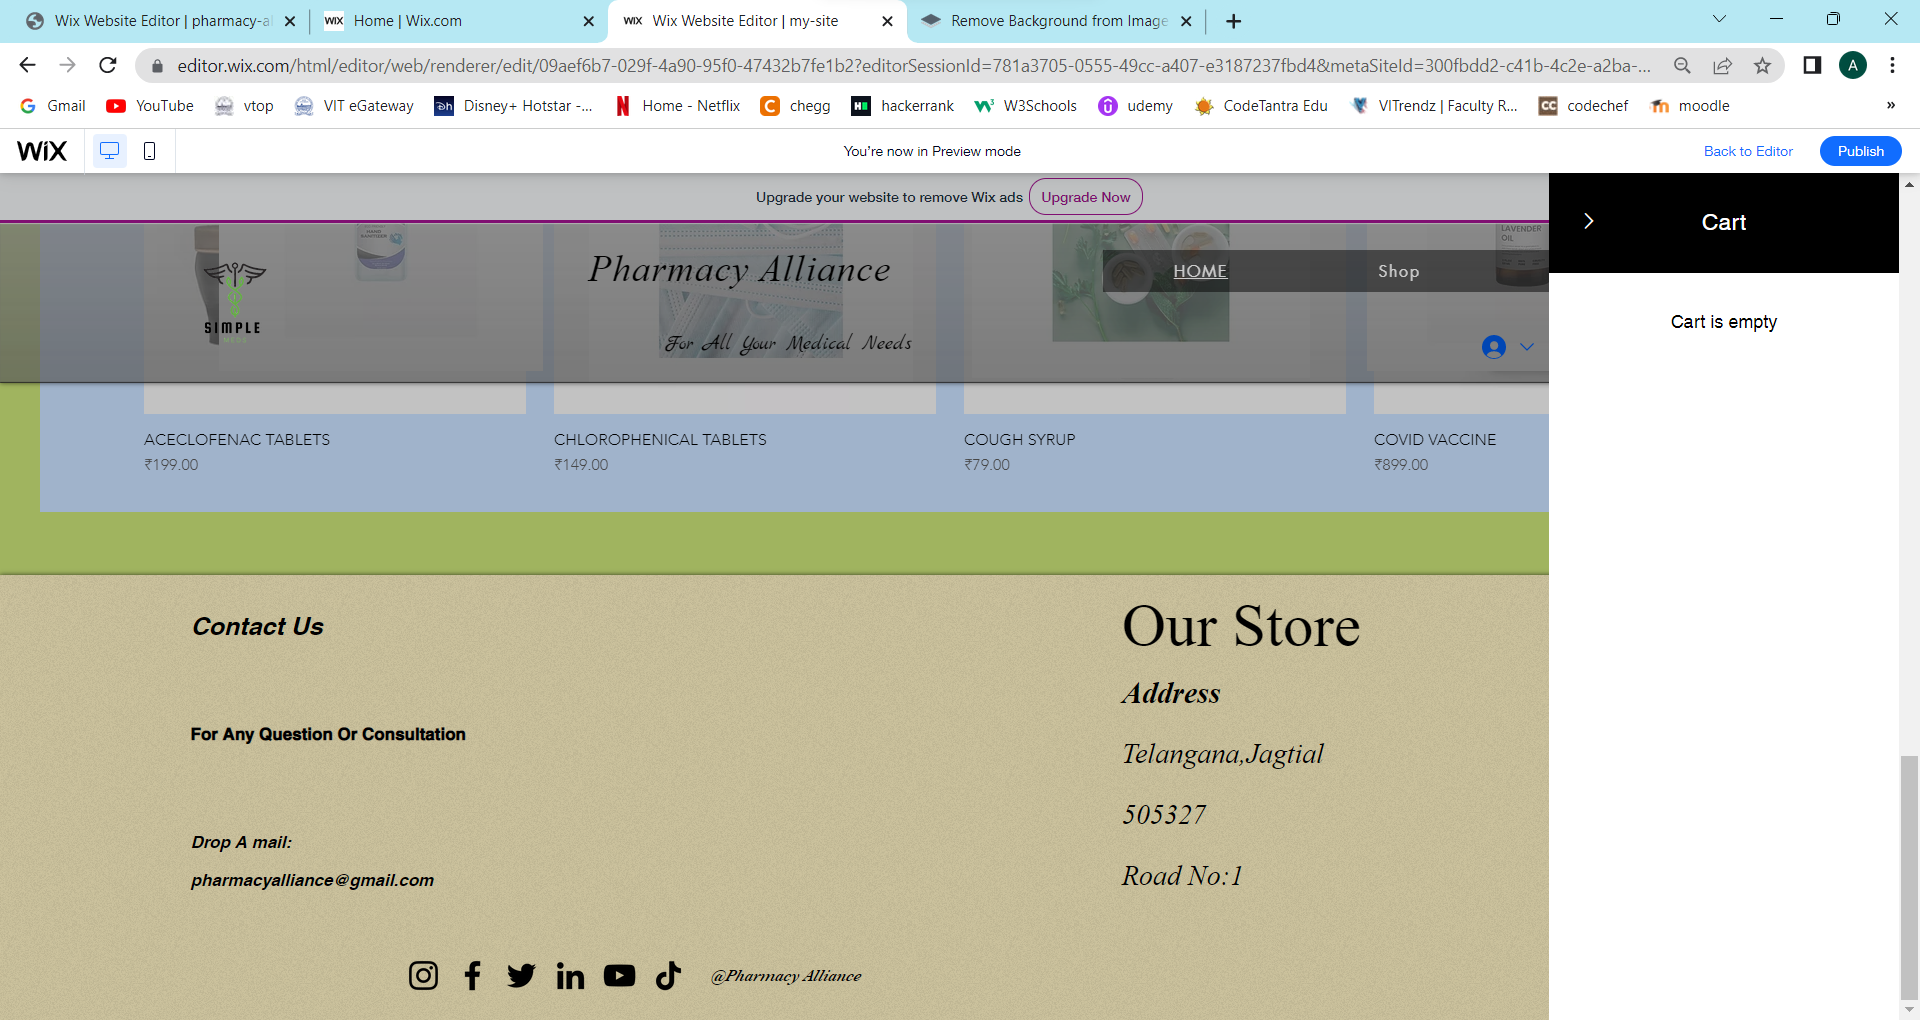 Wix Website Editor | pharmacy-al
Home | Wix.com
Wix Website Editor | my-site
Remove Background from Image
editor.wix.com/html/editor/web/renderer/edit/09aef6b7-029f-4a90-95f0-47432b7fe1b2?editorSessionId=781a3705-0555-49cc-a407-e3187237fbd4&metaSiteId=300fbdd2-c41b-4c2e-a2ba-...
A
Gmail
YouTube
vtop
VIT eGateway
Disney+ Hotstar -...
Home - Netflix
chegg
hackerrank
W3Schools
udemy
CodeTantra Edu
VITrendz | Faculty R...
codechef
moodle
»
WiX
You're now in Preview mode
Back to Editor
Publish
Upgrade your website to remove Wix ads
Upgrade Now
Cart
HAND
SANITIZER
LAVENDER
OIL
Pharmacy Alliance
HOME
Shop
SIMPLE
MEDS
For All Your Medical Needs
Cart is empty
ACECLOFENAC TABLETS
₹199.00
CHLOROPHENICAL TABLETS
₹149.00
COUGH SYRUP
₹79.00
COVID VACCINE
₹899.00
Contact Us
For Any Question Or Consultation
Drop A mail:
pharmacyalliance@gmail.com
Our Store
Address
Telangana,Jagtial
505327
Road No:1
@Pharmacy Alliance